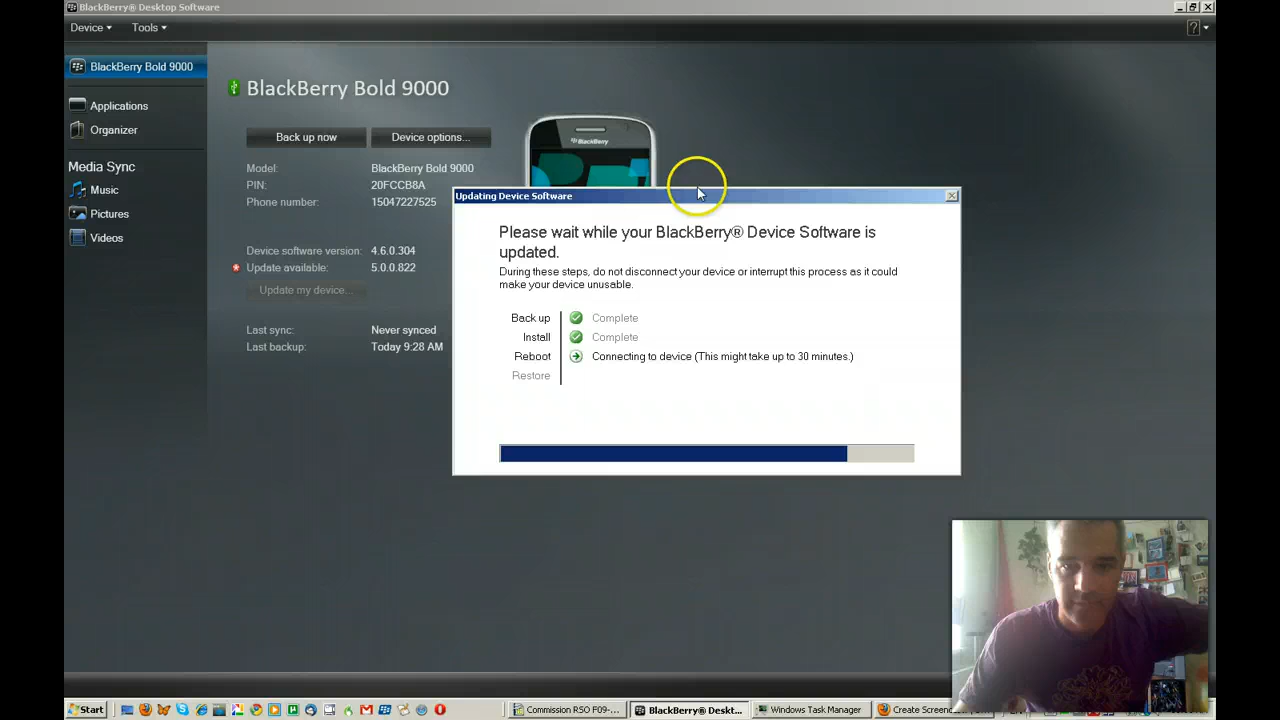 BlackBerry® Desktop Software
Device Tools
?
BlackBerry Bold 9000
Applications
Organizer
Media Sync
Music
Pictures
Videos
BlackBerry Bold 9000
Back up now Device options...
BlackBerry
Model: BlackBerry Bold 9000
PIN: 20FCCB8A
Phone number: 15047227525
Device software version: 4.6.0.304
Update available: 5.0.0.822
Update my device...
Last sync: Never synced
Last backup: Today 9:28 AM
Updating Device Software
Please wait while your BlackBerry® Device Software is
updated.
During these steps, do not disconnect your device or interrupt this process as it could
make your device unusable.
Back up Complete
Install Complete
Reboot Connecting to device (This might take up to 30 minutes.)
Restore
Start Commission RSO F09-... BlackBerry® Deskt... Windows Task Manager Create Screen